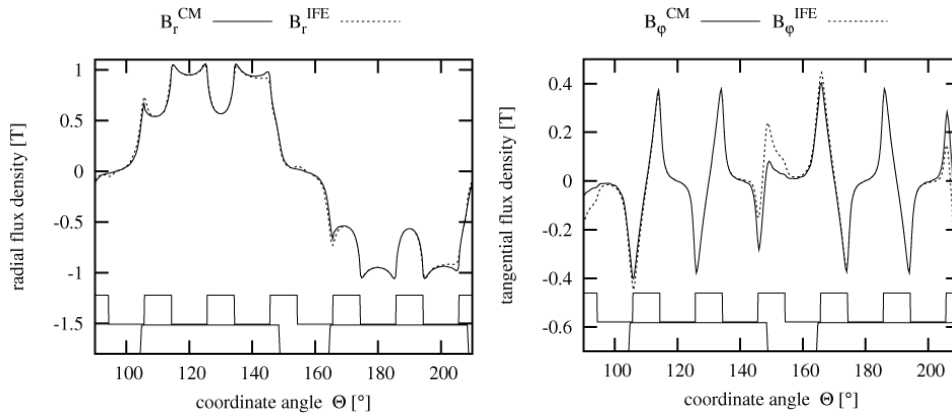 B_r^CM B_r^IFE
radial flux density [T]
1
0.5
0
-0.5
-1
-1.5
100 120 140 160 180 200
coordinate angle Θ [°]
B_φ^CM B_φ^IFE
tangential flux density [T]
0.4
0.2
0
-0.2
-0.4
-0.6
100 120 140 160 180 200
coordinate angle Θ [°]